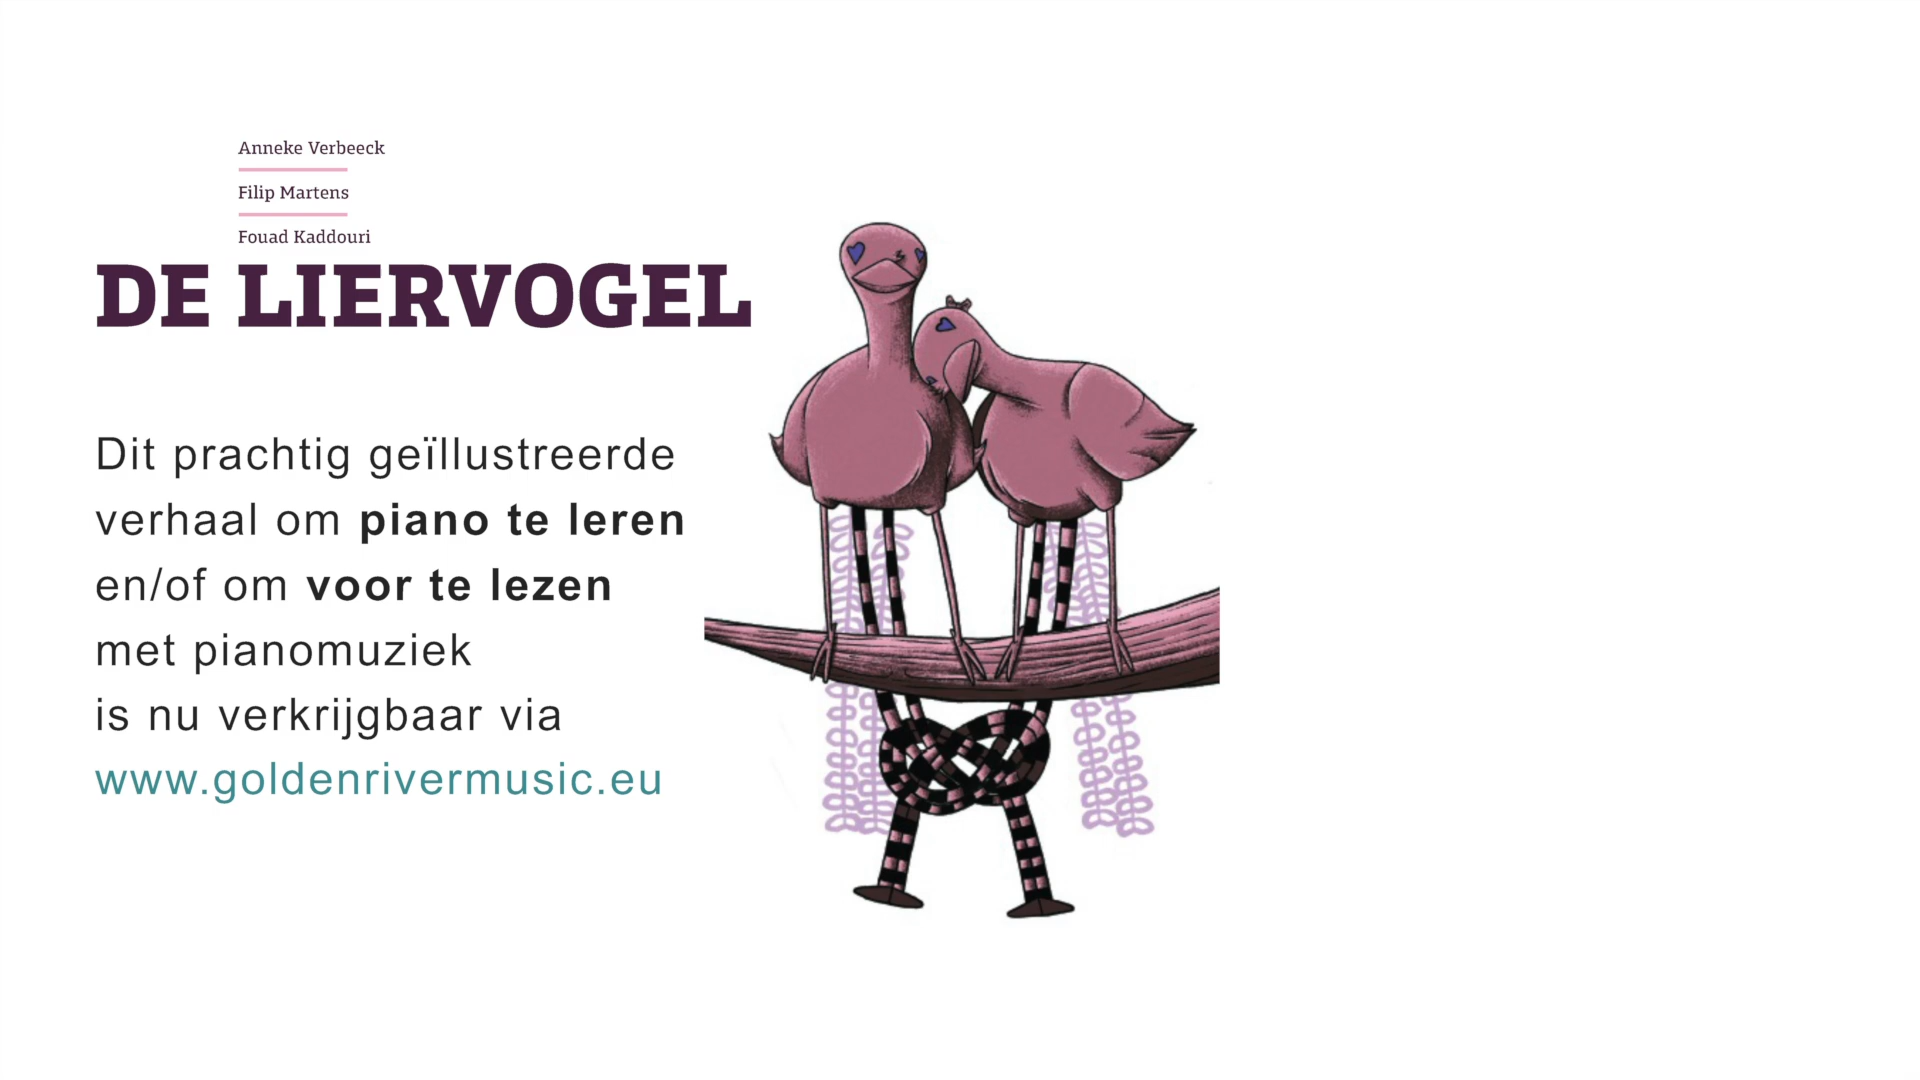 Anneke Verbeeck
Filip Martens
Fouad Kaddouri
DE LIERVOGEL
Dit prachtig geïllustreerde
verhaal om piano te leren
en/of om voor te lezen
met pianomuziek
is nu verkrijgbaar via
www.goldenrivermusic.eu